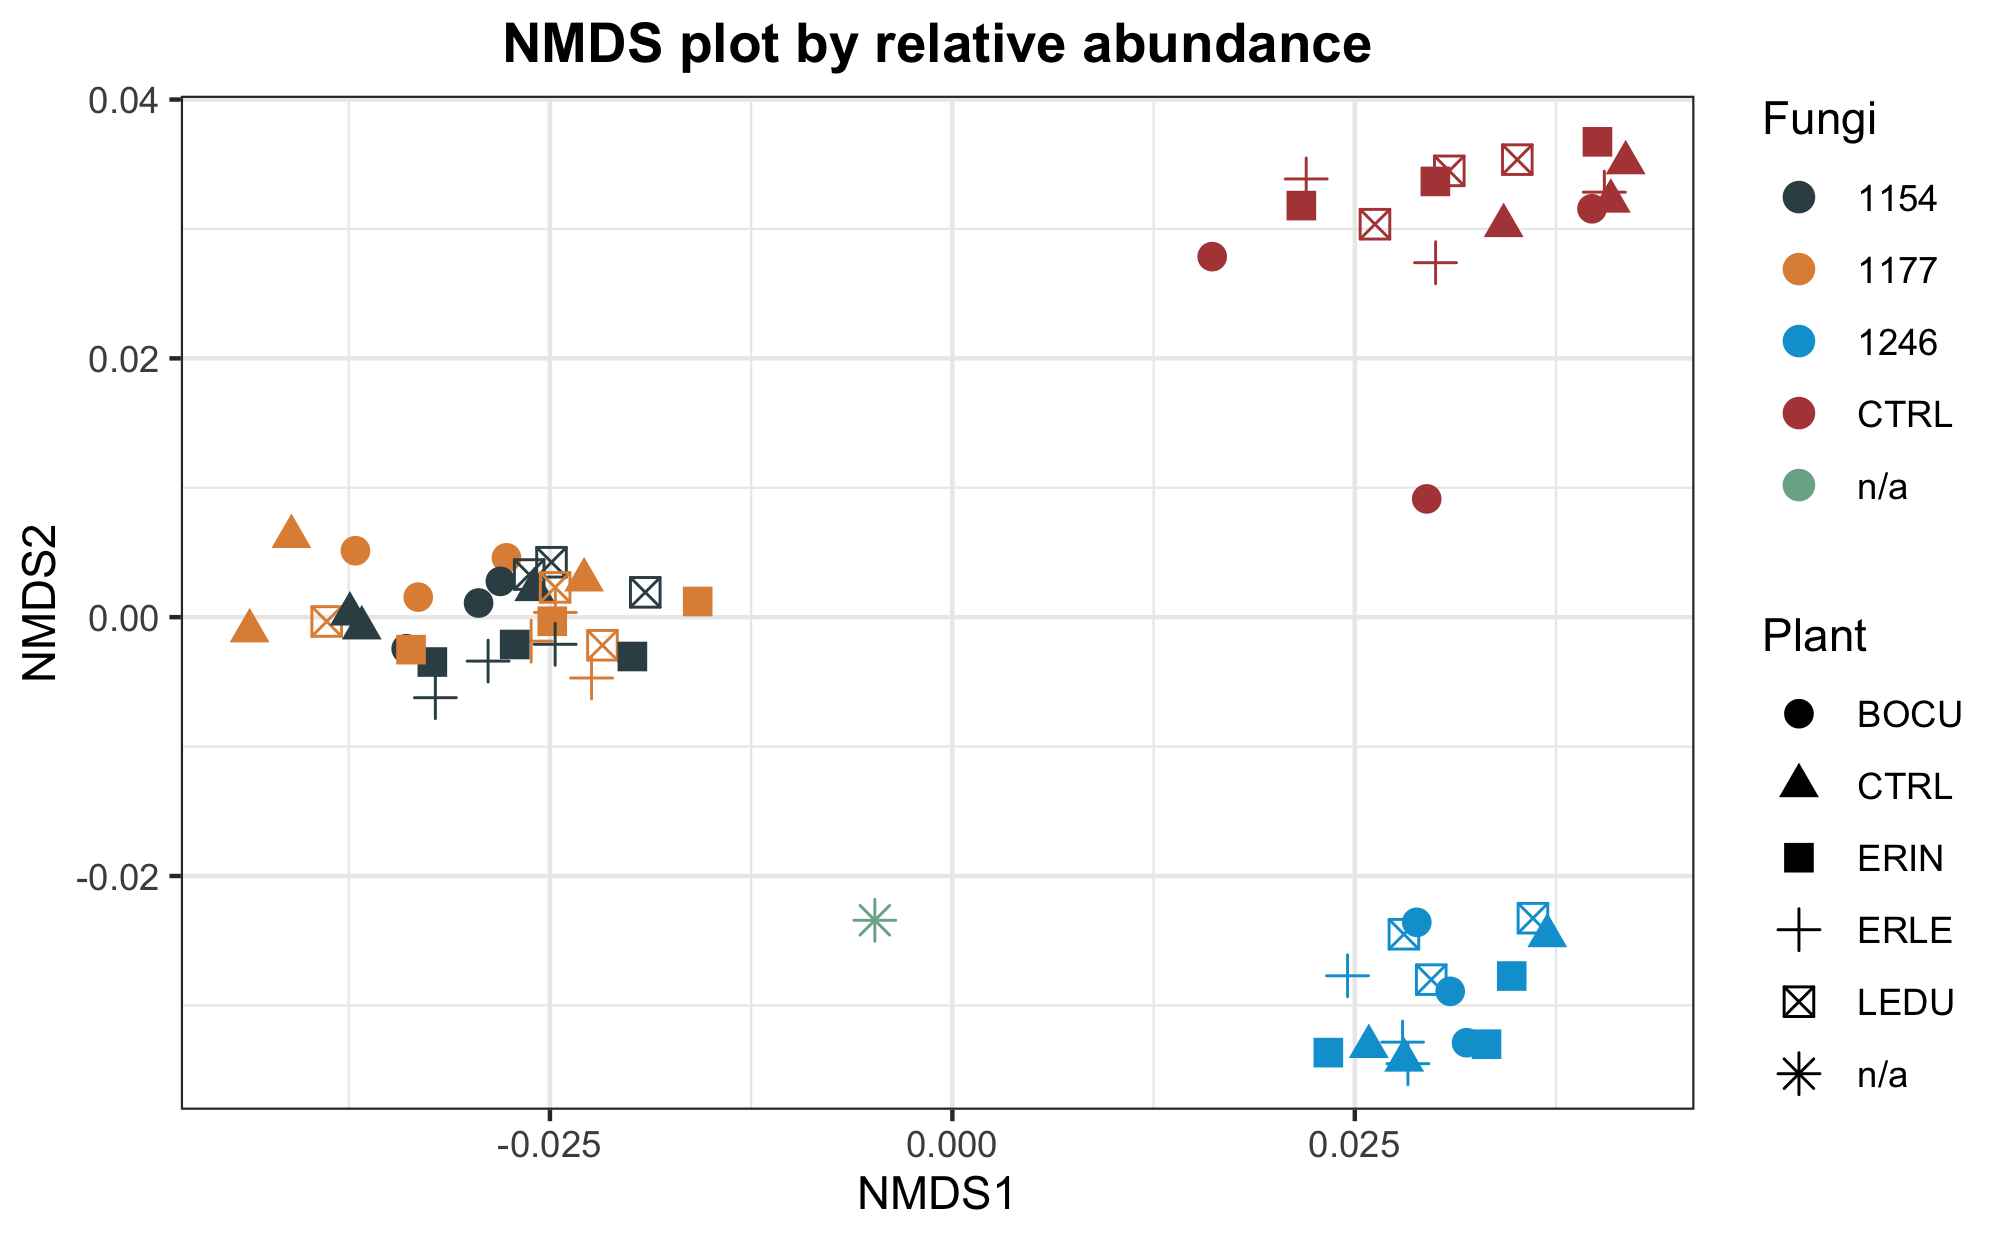 NMDS plot by relative abundance
0.04
0.02
0.00
-0.02
NMDS2
-0.025
0.000
0.025
NMDS1
Fungi
1154
1177
1246
CTRL
n/a
Plant
BOCU
CTRL
ERIN
ERLE
LEDU
n/a